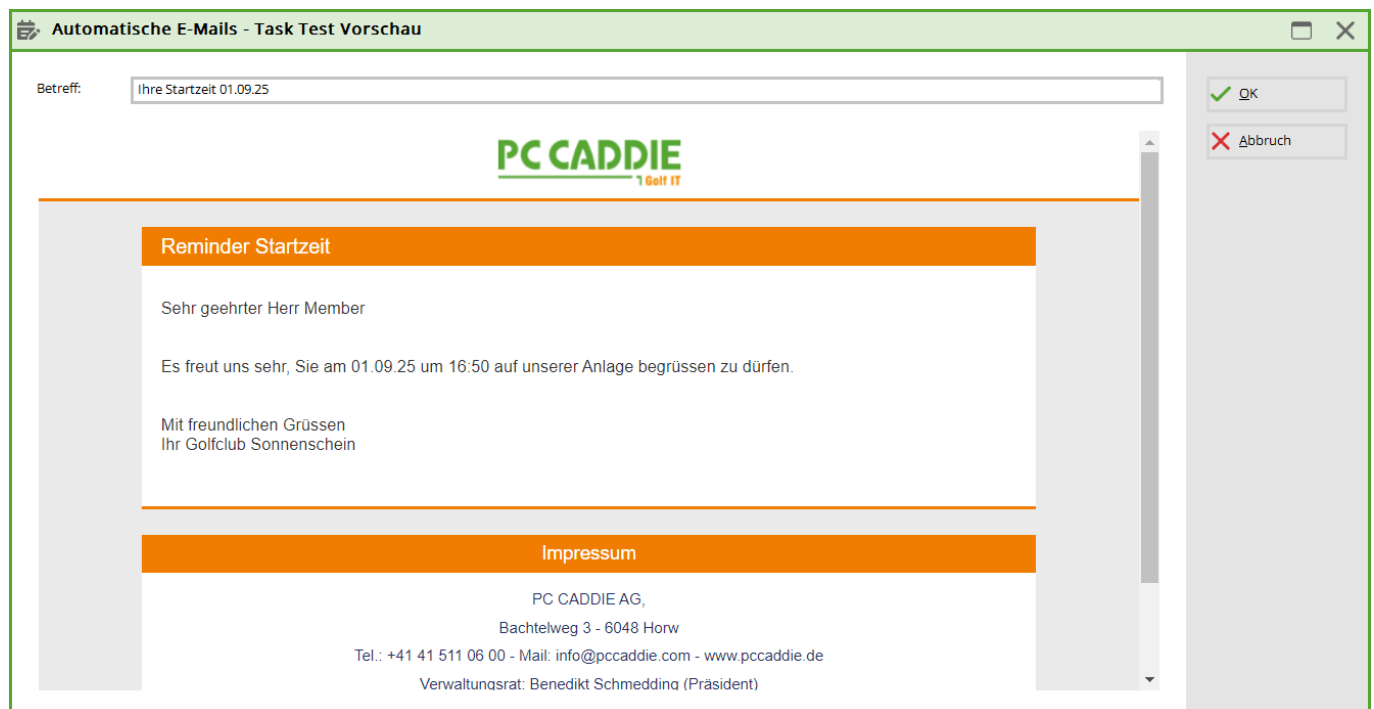 Automatische E-Mails - Task Test Vorschau
Betreff:
Ihre Startzeit 01.09.25
OK
Abbruch
PC CADDIE
Golf IT
Reminder Startzeit
Sehr geehrter Herr Member
Es freut uns sehr, Sie am 01.09.25 um 16:50 auf unserer Anlage begrüssen zu dürfen.
Mit freundlichen Grüssen
Ihr Golfclub Sonnenschein
Impressum
PC CADDIE AG,
Bachtelweg 3 - 6048 Horw
Tel.: +41 41 511 06 00 - Mail: info@pccaddie.com - www.pccaddie.de
Verwaltungsrat: Benedikt Schmedding (Präsident)